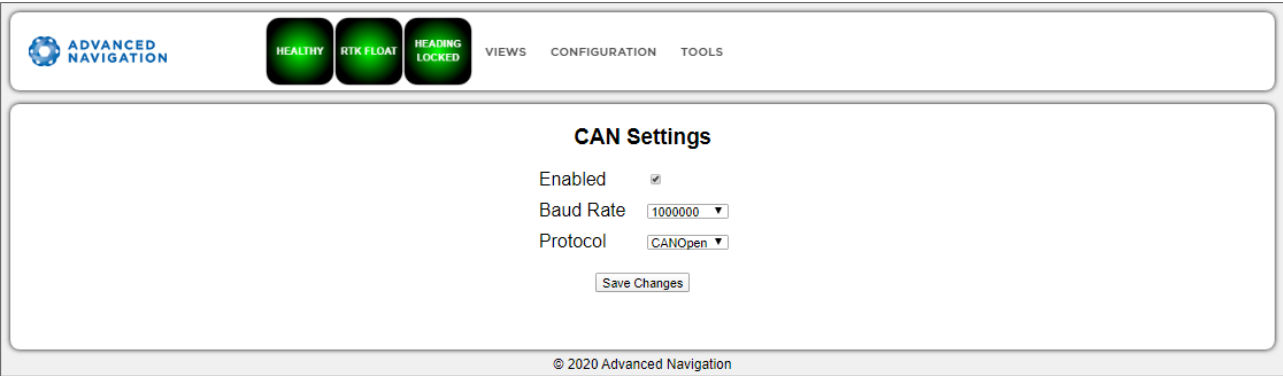 ADVANCED
NAVIGATION
HEALTHY
RTK FLOAT
HEADING
LOCKED
VIEWS
CONFIGURATION
TOOLS
CAN Settings
Enabled
Baud Rate 1000000
Protocol CANOpen
Save Changes
© 2020 Advanced Navigation